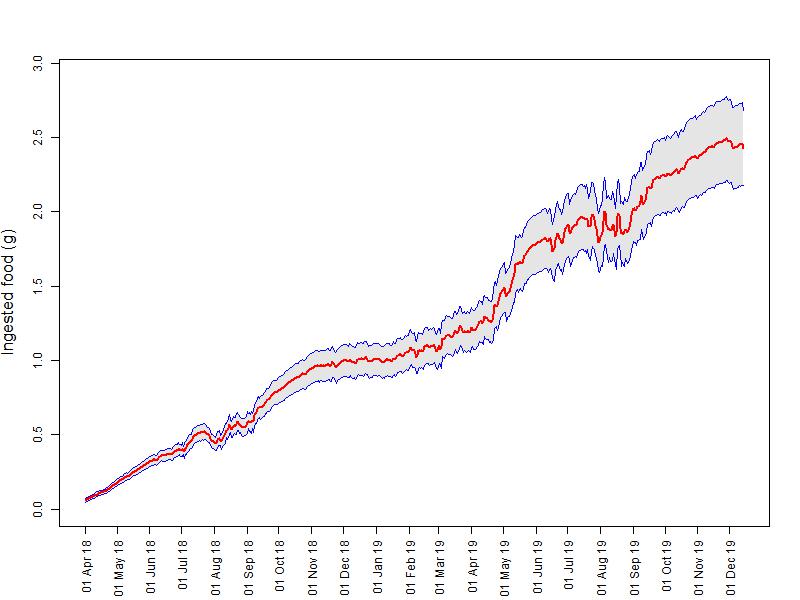 Ingested food (g)
3.0
2.5
2.0
1.5
1.0
0.5
0.0
01 Apr 18
01 May 18
01 Jun 18
01 Jul 18
01 Aug 18
01 Sep 18
01 Oct 18
01 Nov 18
01 Dec 18
01 Jan 19
01 Feb 19
01 Mar 19
01 Apr 19
01 May 19
01 Jun 19
01 Jul 19
01 Aug 19
01 Sep 19
01 Oct 19
01 Nov 19
01 Dec 19